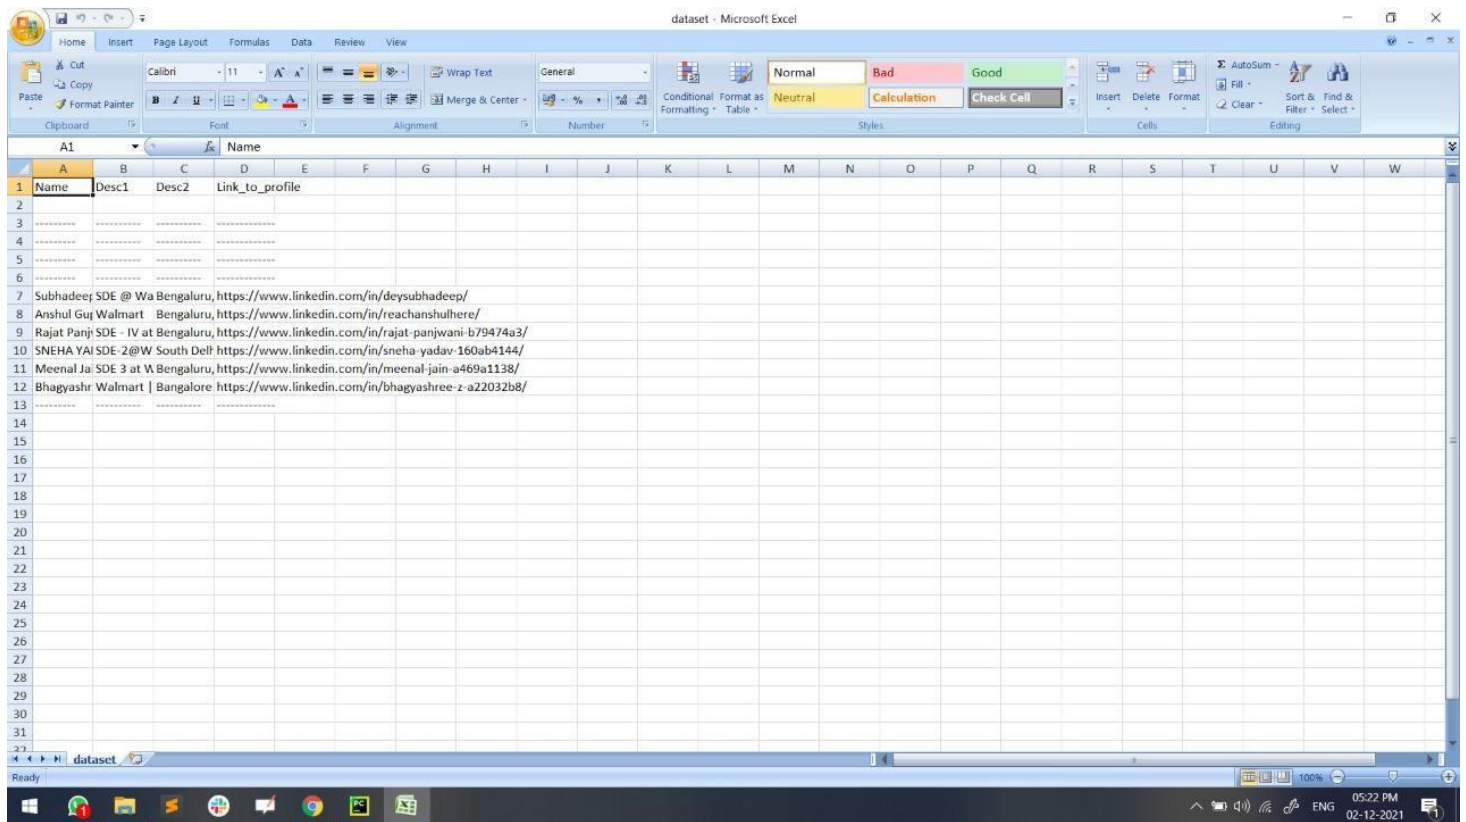 dataset - Microsoft Excel
Home Insert Page Layout Formulas Data Review View
Cut
Copy
Format Painter
Paste
Clipboard
Calibri 11
B I U
Font
Wrap Text
Merge & Center
Alignment
General
% ,
Number
Conditional Formatting
Format as Table
Normal Bad Good
Neutral Calculation Check Cell
Styles
Insert Delete Format
Cells
Σ AutoSum
Fill
Clear
Sort & Filter
Find & Select
Editing
A1 fx Name
A B C D E F G H I J K L M N O P Q R S T U V W
1 Name Desc1 Desc2 Link_to_profile
2
3 --------- ---------- ---------- -------------
4 --------- ---------- ---------- -------------
5 --------- ---------- ---------- -------------
6 --------- ---------- ---------- -------------
7 Subhadeep SDE @ Wa Bengaluru, https://www.linkedin.com/in/deysubhadeep/
8 Anshul Gup Walmart Bengaluru, https://www.linkedin.com/in/reachanshulhere/
9 Rajat Panjw SDE - IV at Bengaluru, https://www.linkedin.com/in/rajat-panjwani-b79474a3/
10 SNEHA YA SDE-2@W South Delh https://www.linkedin.com/in/sneha-yadav-160ab4144/
11 Meenal Ja SDE 3 at W Bengaluru, https://www.linkedin.com/in/meenal-jain-a469a1138/
12 Bhagyashr Walmart | Bangalore https://www.linkedin.com/in/bhagyashree-z-a22032b8/
13 --------- ---------- ---------- -------------
14
15
16
17
18
19
20
21
22
23
24
25
26
27
28
29
30
31
32
dataset
Ready 100%
PC
ENG
05:22 PM
02-12-2021